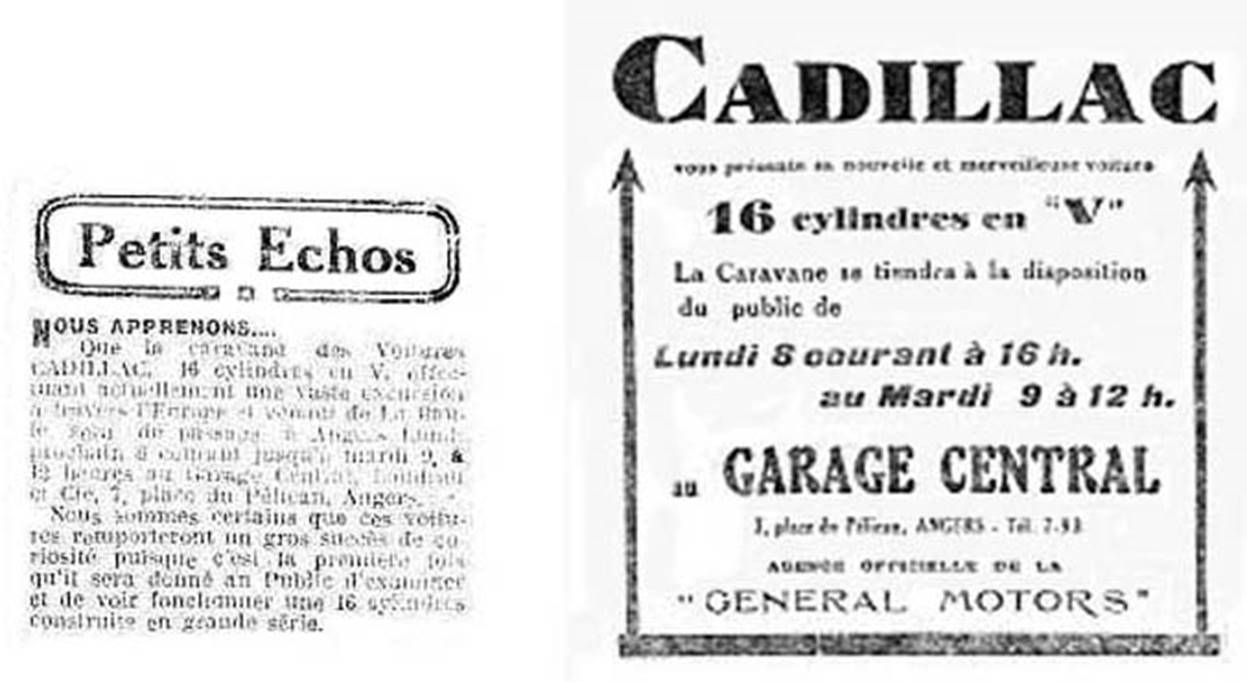 Petits Echos
NOUS APPRENONS....
Que la caravane des Voitures
CADILLAC, 16 cylindres en V, effec-
tuant actuellement une vaste excursion
à travers l'Europe et venant de La Bau-
le sera de passage à Angers lundi
prochain 8 courant jusqu'à mardi 9, à
12 heures au Garage Central,
et Cie, 7, place du Pélican, Angers.
Nous sommes certains que ces voitu-
res remporteront un gros succès de cu-
riosité puisque c'est la première fois
qu'il sera donné au Public d'examiner
et de voir fonctionner une 16 cylindres
construite en grande série.
CADILLAC
vous présente sa nouvelle et merveilleuse voiture
16 cylindres en "V"
La Caravane se tiendra à la disposition
du public de
Lundi 8 courant à 16 h.
au Mardi 9 à 12 h.
au GARAGE CENTRAL
place du Pélican, ANGERS - Tél. 7.93
AGENCE OFFICIELLE DE LA
"GENERAL MOTORS"